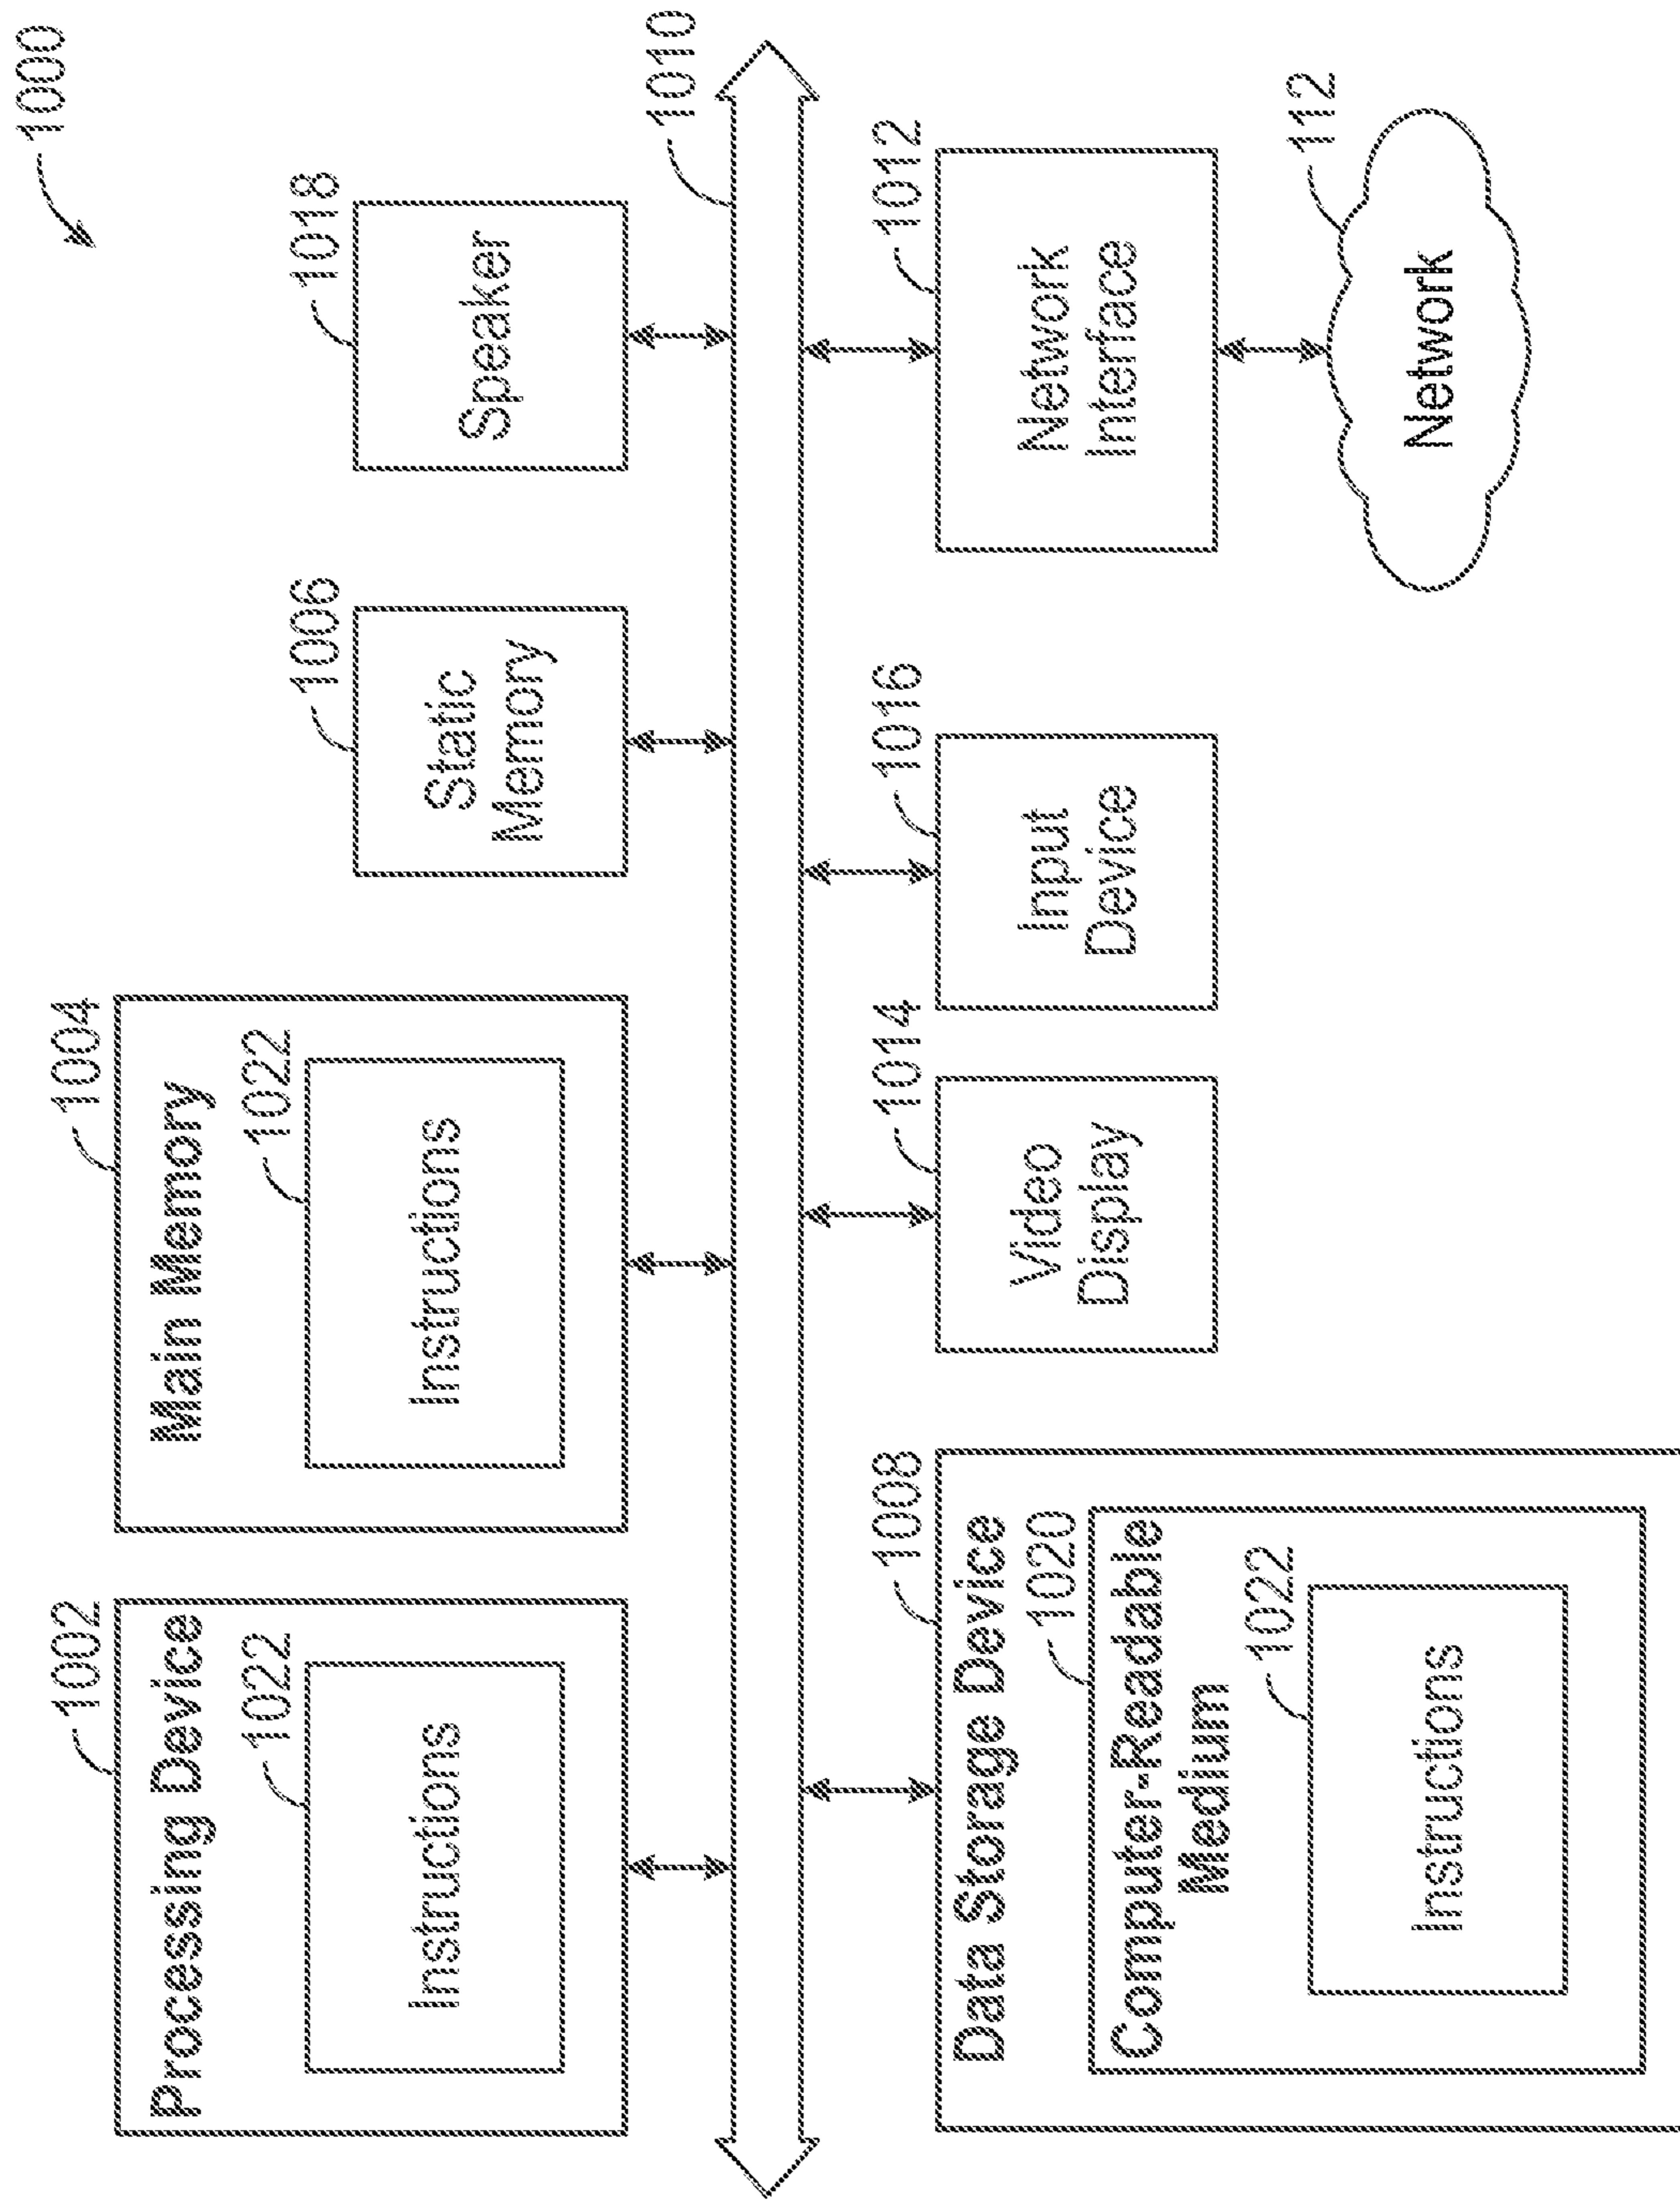 1000
1002
Processing Device
1022
Instructions
1004
Main Memory
1022
Instructions
1006
Static
Memory
1018
Speaker
1010
1008
Data Storage Device
1020
Computer-Readable
Medium
1022
Instructions
1014
Video
Display
1016
Input
Device
1012
Network
Interface
112
Network